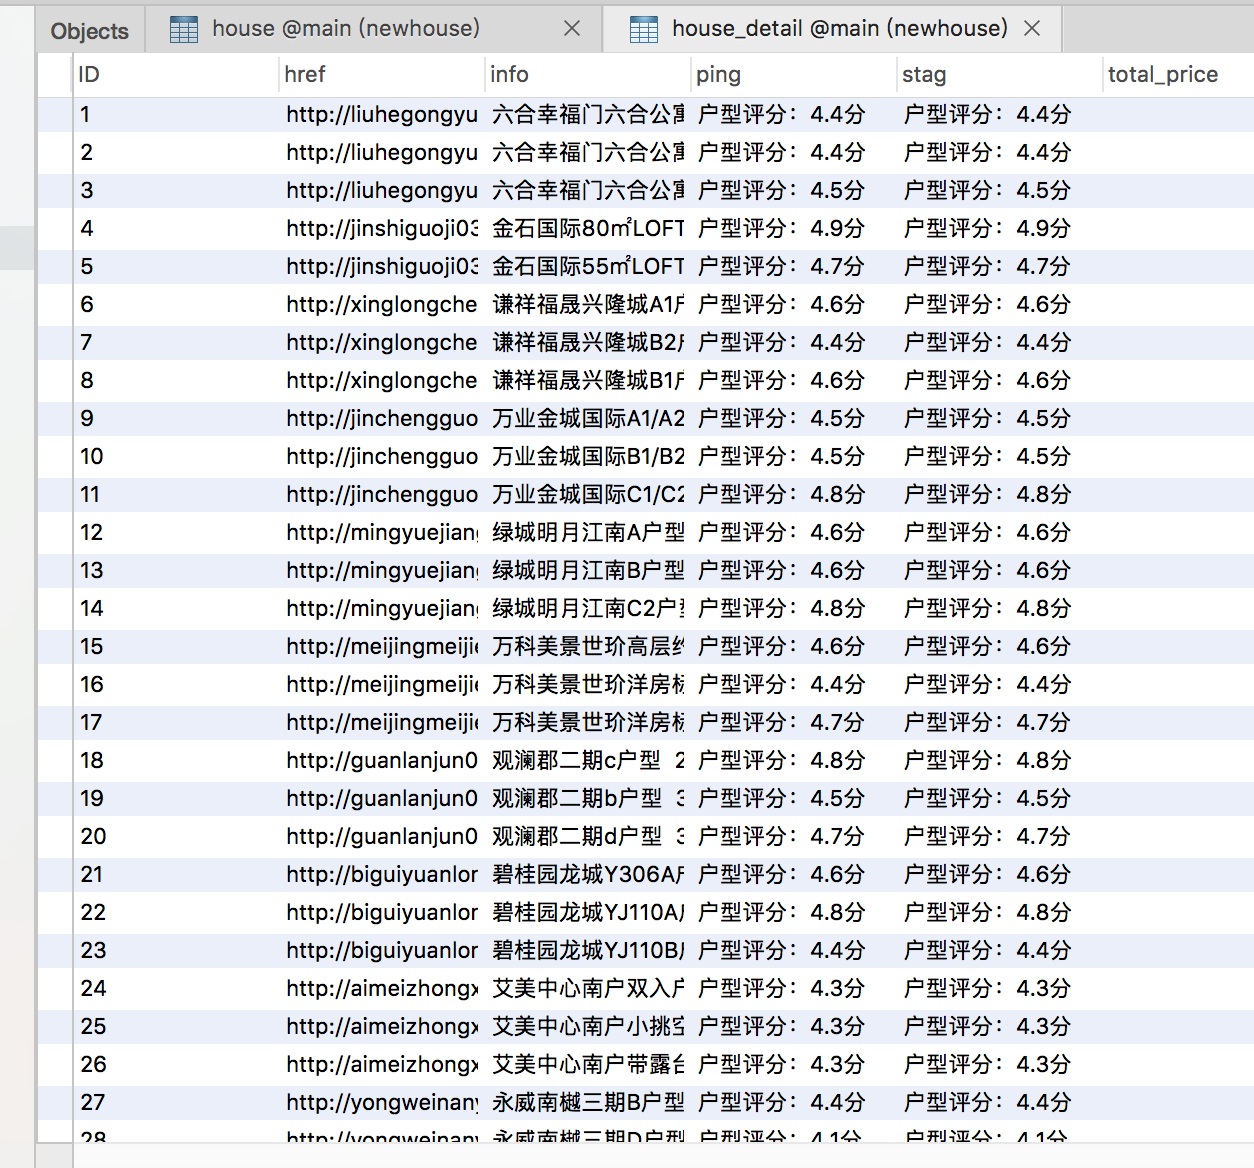 Objects house @main (newhouse) house_detail @main (newhouse)
ID href info ping stag total_price
1 http://liuhegongyu 六合幸福门六合公寓 户型评分：4.4分 户型评分：4.4分
2 http://liuhegongyu 六合幸福门六合公寓 户型评分：4.4分 户型评分：4.4分
3 http://liuhegongyu 六合幸福门六合公寓 户型评分：4.5分 户型评分：4.5分
4 http://jinshiguoji03 金石国际80㎡LOFT 户型评分：4.9分 户型评分：4.9分
5 http://jinshiguoji03 金石国际55㎡LOFT 户型评分：4.7分 户型评分：4.7分
6 http://xinglongche 谦祥福晟兴隆城A1户 户型评分：4.6分 户型评分：4.6分
7 http://xinglongche 谦祥福晟兴隆城B2户 户型评分：4.4分 户型评分：4.4分
8 http://xinglongche 谦祥福晟兴隆城B1户 户型评分：4.6分 户型评分：4.6分
9 http://jinchengguo 万业金城国际A1/A2 户型评分：4.5分 户型评分：4.5分
10 http://jinchengguo 万业金城国际B1/B2 户型评分：4.5分 户型评分：4.5分
11 http://jinchengguo 万业金城国际C1/C2 户型评分：4.8分 户型评分：4.8分
12 http://mingyuejiang 绿城明月江南A户型 户型评分：4.6分 户型评分：4.6分
13 http://mingyuejiang 绿城明月江南B户型 户型评分：4.6分 户型评分：4.6分
14 http://mingyuejiang 绿城明月江南C2户型 户型评分：4.8分 户型评分：4.8分
15 http://meijingmeijie 万科美景世玠高层约 户型评分：4.6分 户型评分：4.6分
16 http://meijingmeijie 万科美景世玠洋房标 户型评分：4.4分 户型评分：4.4分
17 http://meijingmeijie 万科美景世玠洋房标 户型评分：4.7分 户型评分：4.7分
18 http://guanlanjun0 观澜郡二期c户型 2 户型评分：4.8分 户型评分：4.8分
19 http://guanlanjun0 观澜郡二期b户型 3 户型评分：4.5分 户型评分：4.5分
20 http://guanlanjun0 观澜郡二期d户型 3 户型评分：4.7分 户型评分：4.7分
21 http://biguiyuanlon 碧桂园龙城Y306A户 户型评分：4.6分 户型评分：4.6分
22 http://biguiyuanlon 碧桂园龙城YJ110A户 户型评分：4.8分 户型评分：4.8分
23 http://biguiyuanlon 碧桂园龙城YJ110B户 户型评分：4.4分 户型评分：4.4分
24 http://aimeizhongx 艾美中心南户双入户 户型评分：4.3分 户型评分：4.3分
25 http://aimeizhongx 艾美中心南户小挑空 户型评分：4.3分 户型评分：4.3分
26 http://aimeizhongx 艾美中心南户带露台 户型评分：4.3分 户型评分：4.3分
27 http://yongweinany 永威南樾三期B户型 户型评分：4.4分 户型评分：4.4分
28 http://yongweinany 永威南樾三期D户型 户型评分：4.1分 户型评分：4.1分